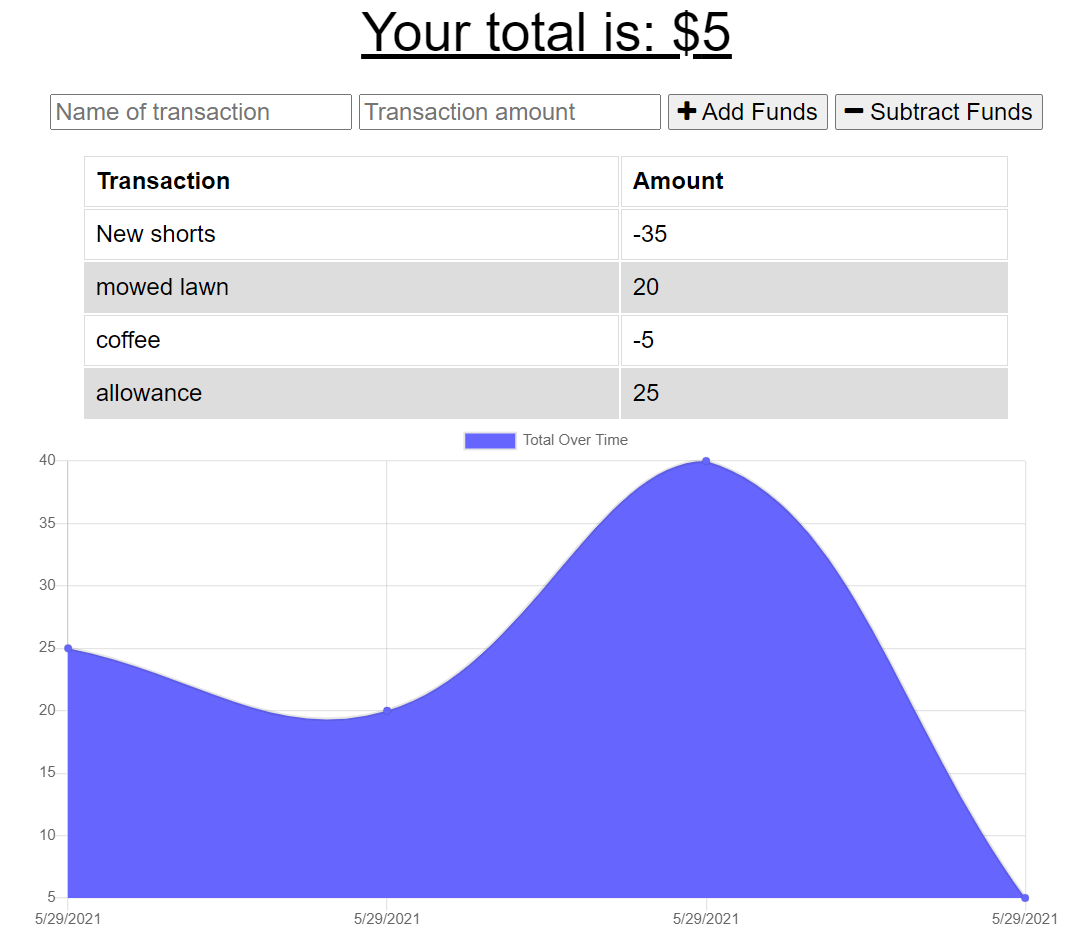 Your total is: $5
Name of transaction Transaction amount Add Funds Subtract Funds
Transaction Amount
New shorts -35
mowed lawn 20
coffee -5
allowance 25
Total Over Time
40
35
30
25
20
15
10
5
5/29/2021 5/29/2021 5/29/2021 5/29/2021